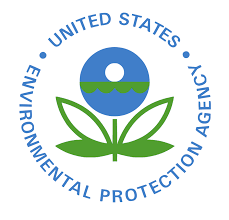 UNITED STATES
ENVIRONMENTAL PROTECTION AGENCY